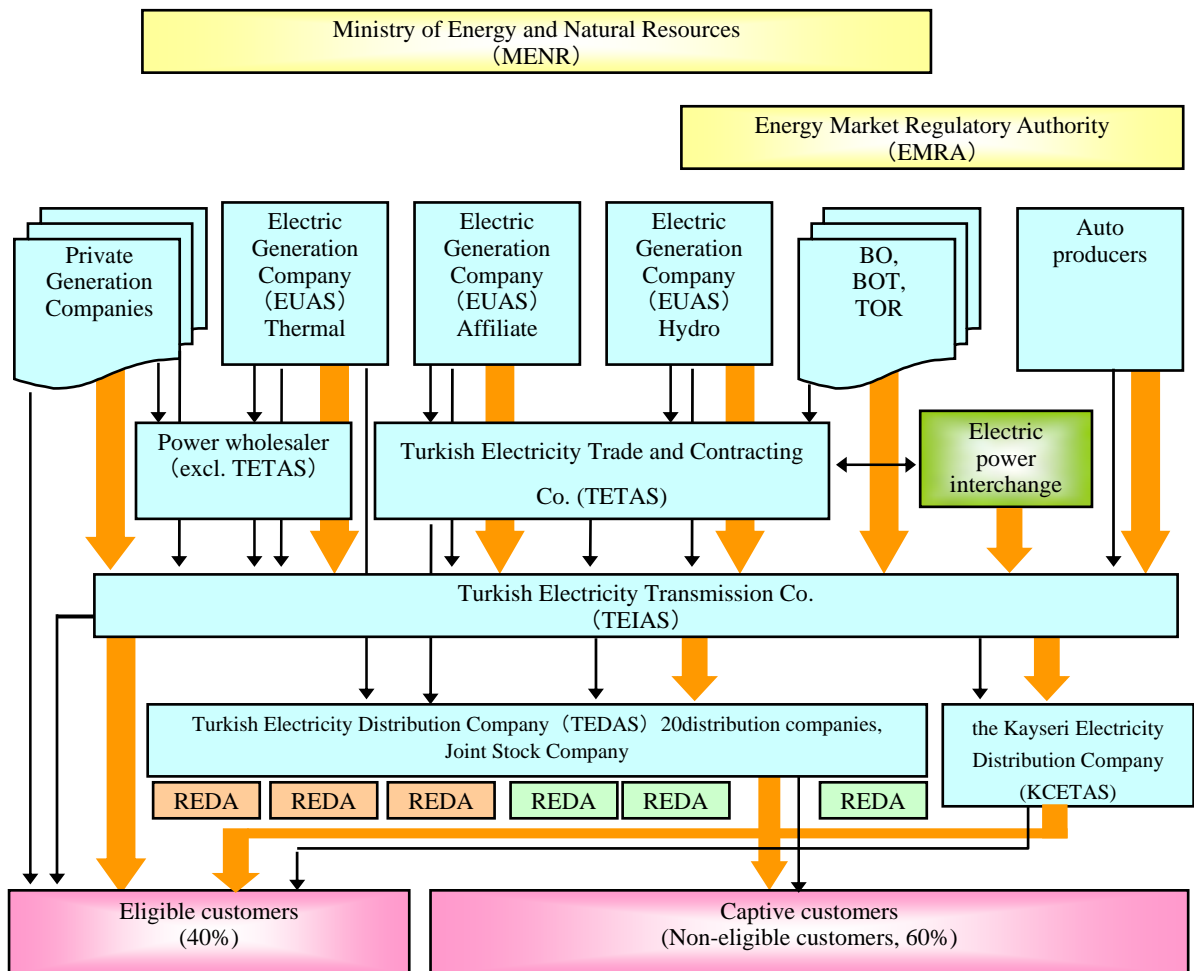 Ministry of Energy and Natural Resources
（MENR）
Energy Market Regulatory Authority
（EMRA）
Private
Generation
Companies
Electric
Generation
Company
（EUAS）
Thermal
Electric
Generation
Company
（EUAS）
Affiliate
Electric
Generation
Company
（EUAS）
Hydro
BO,
BOT,
TOR
Auto
producers
Power wholesaler
（excl. TETAS）
Turkish Electricity Trade and Contracting
Co. (TETAS)
Electric
power
interchange
Turkish Electricity Transmission Co.
（TEIAS）
Turkish Electricity Distribution Company（TEDAS）20distribution companies,
Joint Stock Company
the Kayseri Electricity
Distribution Company
(KCETAS)
REDA
REDA
REDA
REDA
REDA
REDA
Eligible customers
(40%)
Captive customers
(Non-eligible customers, 60%)